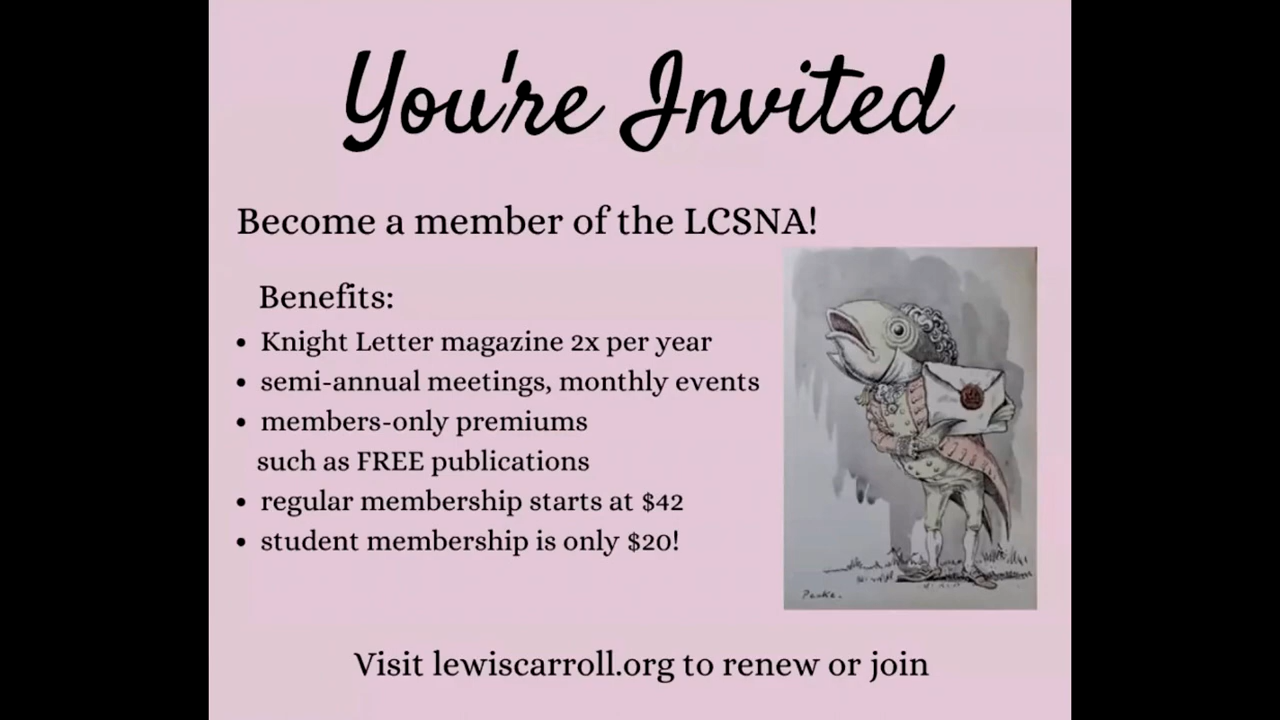 You're Invited
Become a member of the LCSNA!
Benefits:
• Knight Letter magazine 2x per year
• semi-annual meetings, monthly events
• members-only premiums
such as FREE publications
• regular membership starts at $42
• student membership is only $20!
Peake.
Visit lewiscarroll.org to renew or join